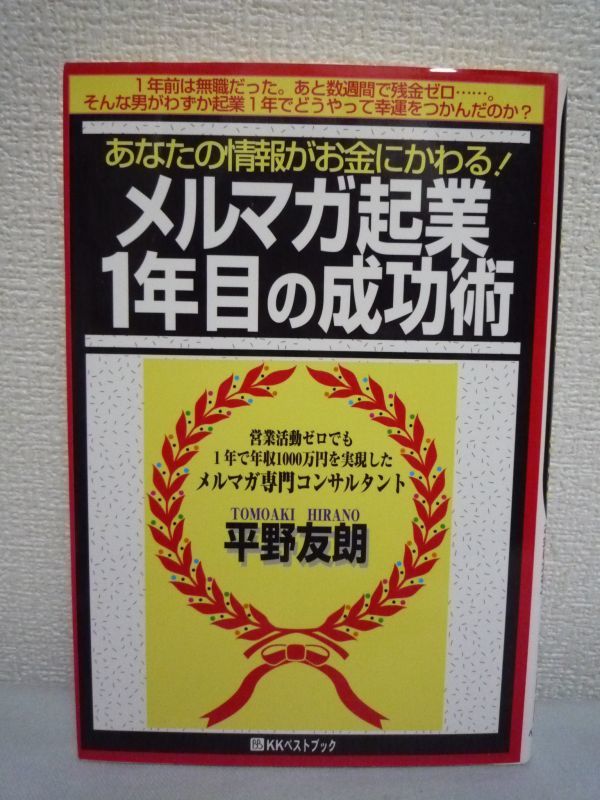 1年前は無職だった。あと数週間で残金ゼロ……。
そんな男がわずか起業1年でどうやって幸運をつかんだのか？
あなたの情報がお金にかわる！
メルマガ起業
1年目の成功術
営業活動ゼロでも
1年で年収1000万円を実現した
メルマガ専門コンサルタント
TOMOAKI HIRANO
平野友朗
KKベストブック